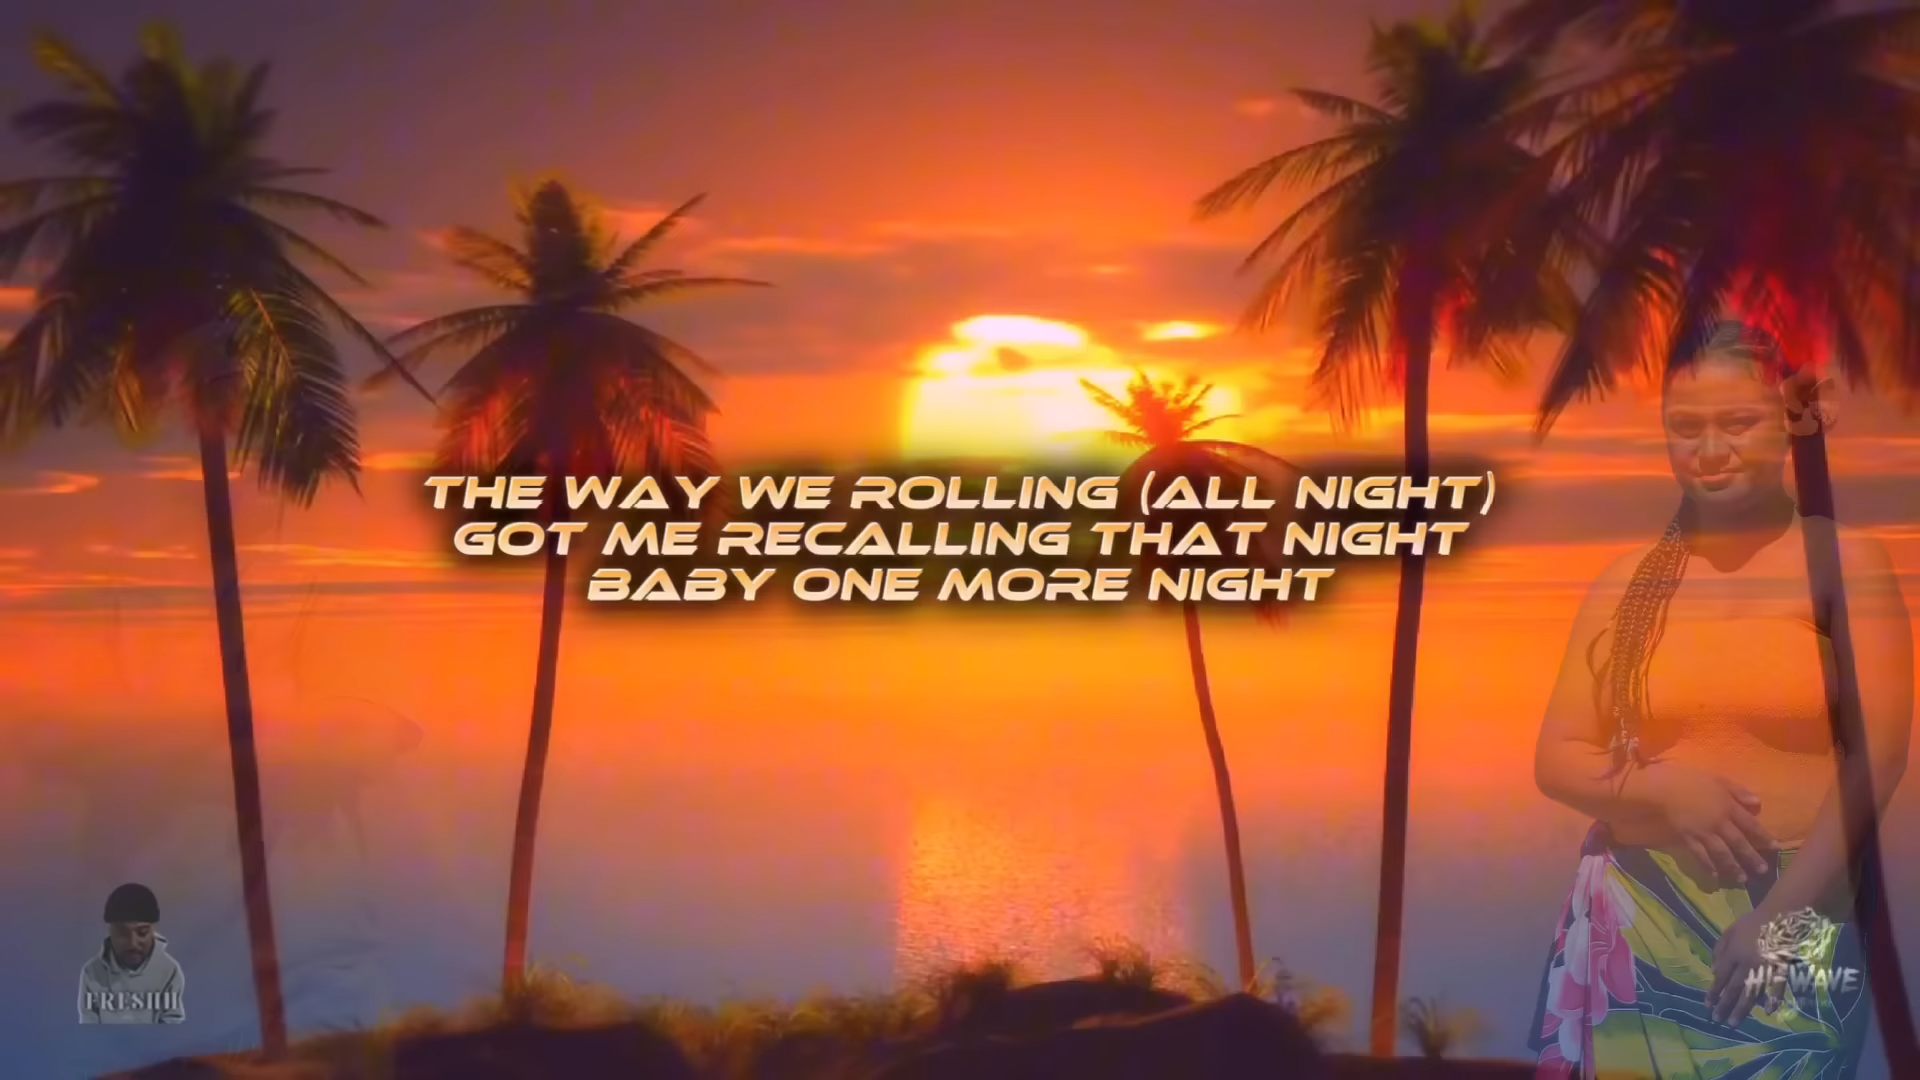 THE WAY WE ROLLING (ALL NIGHT)
GOT ME RECALLING THAT NIGHT
BABY ONE MORE NIGHT
FRESHH
HI-WAVE